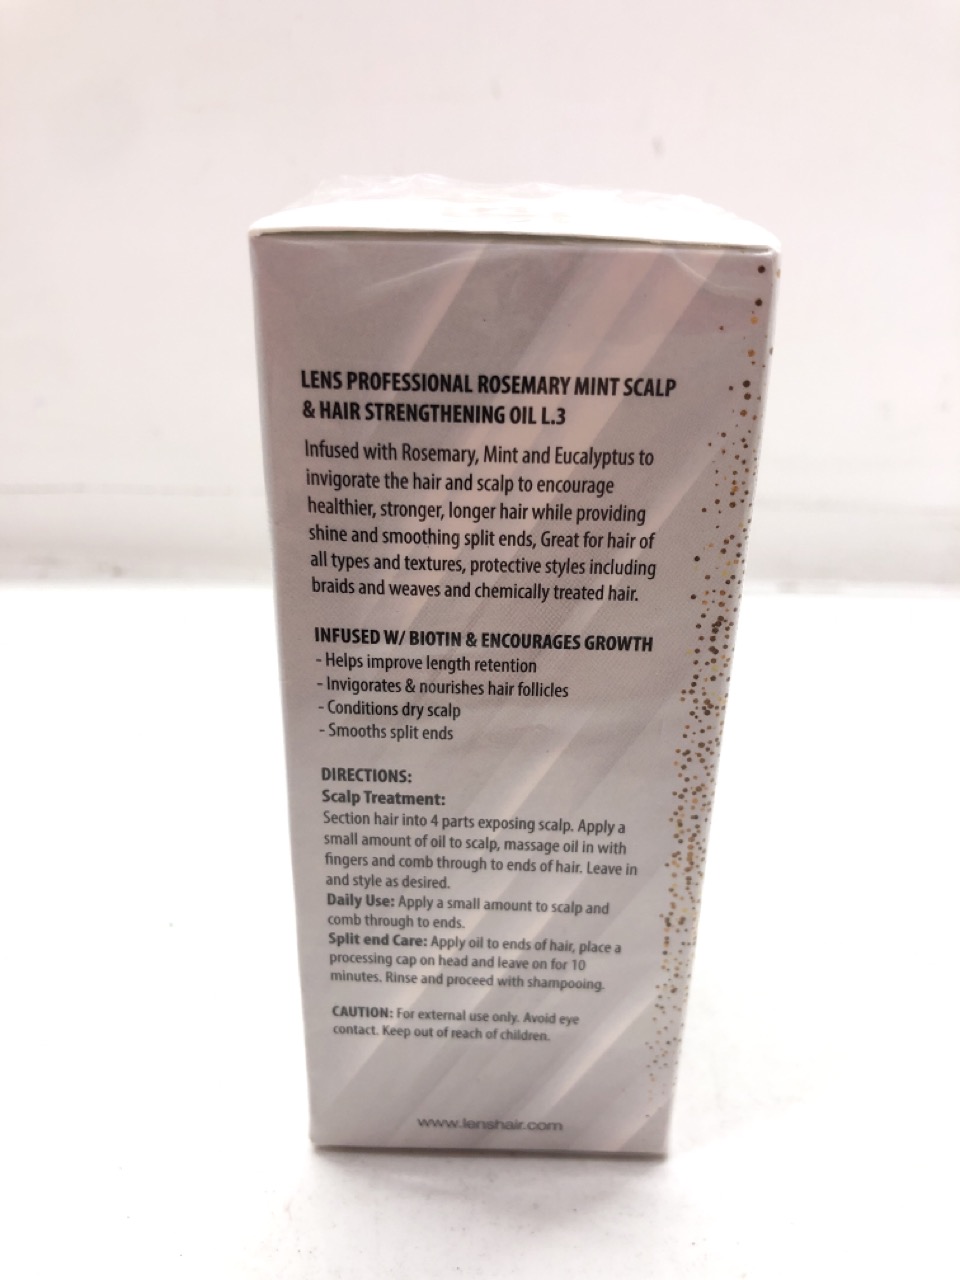 LENS PROFESSIONAL ROSEMARY MINT SCALP
& HAIR STRENGTHENING OIL L.3
Infused with Rosemary, Mint and Eucalyptus to
invigorate the hair and scalp to encourage
healthier, stronger, longer hair while providing
shine and smoothing split ends, Great for hair of
all types and textures, protective styles including
braids and weaves and chemically treated hair.
INFUSED W/ BIOTIN & ENCOURAGES GROWTH
- Helps improve length retention
- Invigorates & nourishes hair follicles
- Conditions dry scalp
- Smooths split ends
DIRECTIONS:
Scalp Treatment:
Section hair into 4 parts exposing scalp. Apply a
small amount of oil to scalp, massage oil in with
fingers and comb through to ends of hair. Leave in
and style as desired.
Daily Use: Apply a small amount to scalp and
comb through to ends.
Split end Care: Apply oil to ends of hair, place a
processing cap on head and leave on for 10
minutes. Rinse and proceed with shampooing.
CAUTION: For external use only. Avoid eye
contact. Keep out of reach of children.
www.lenshair.com